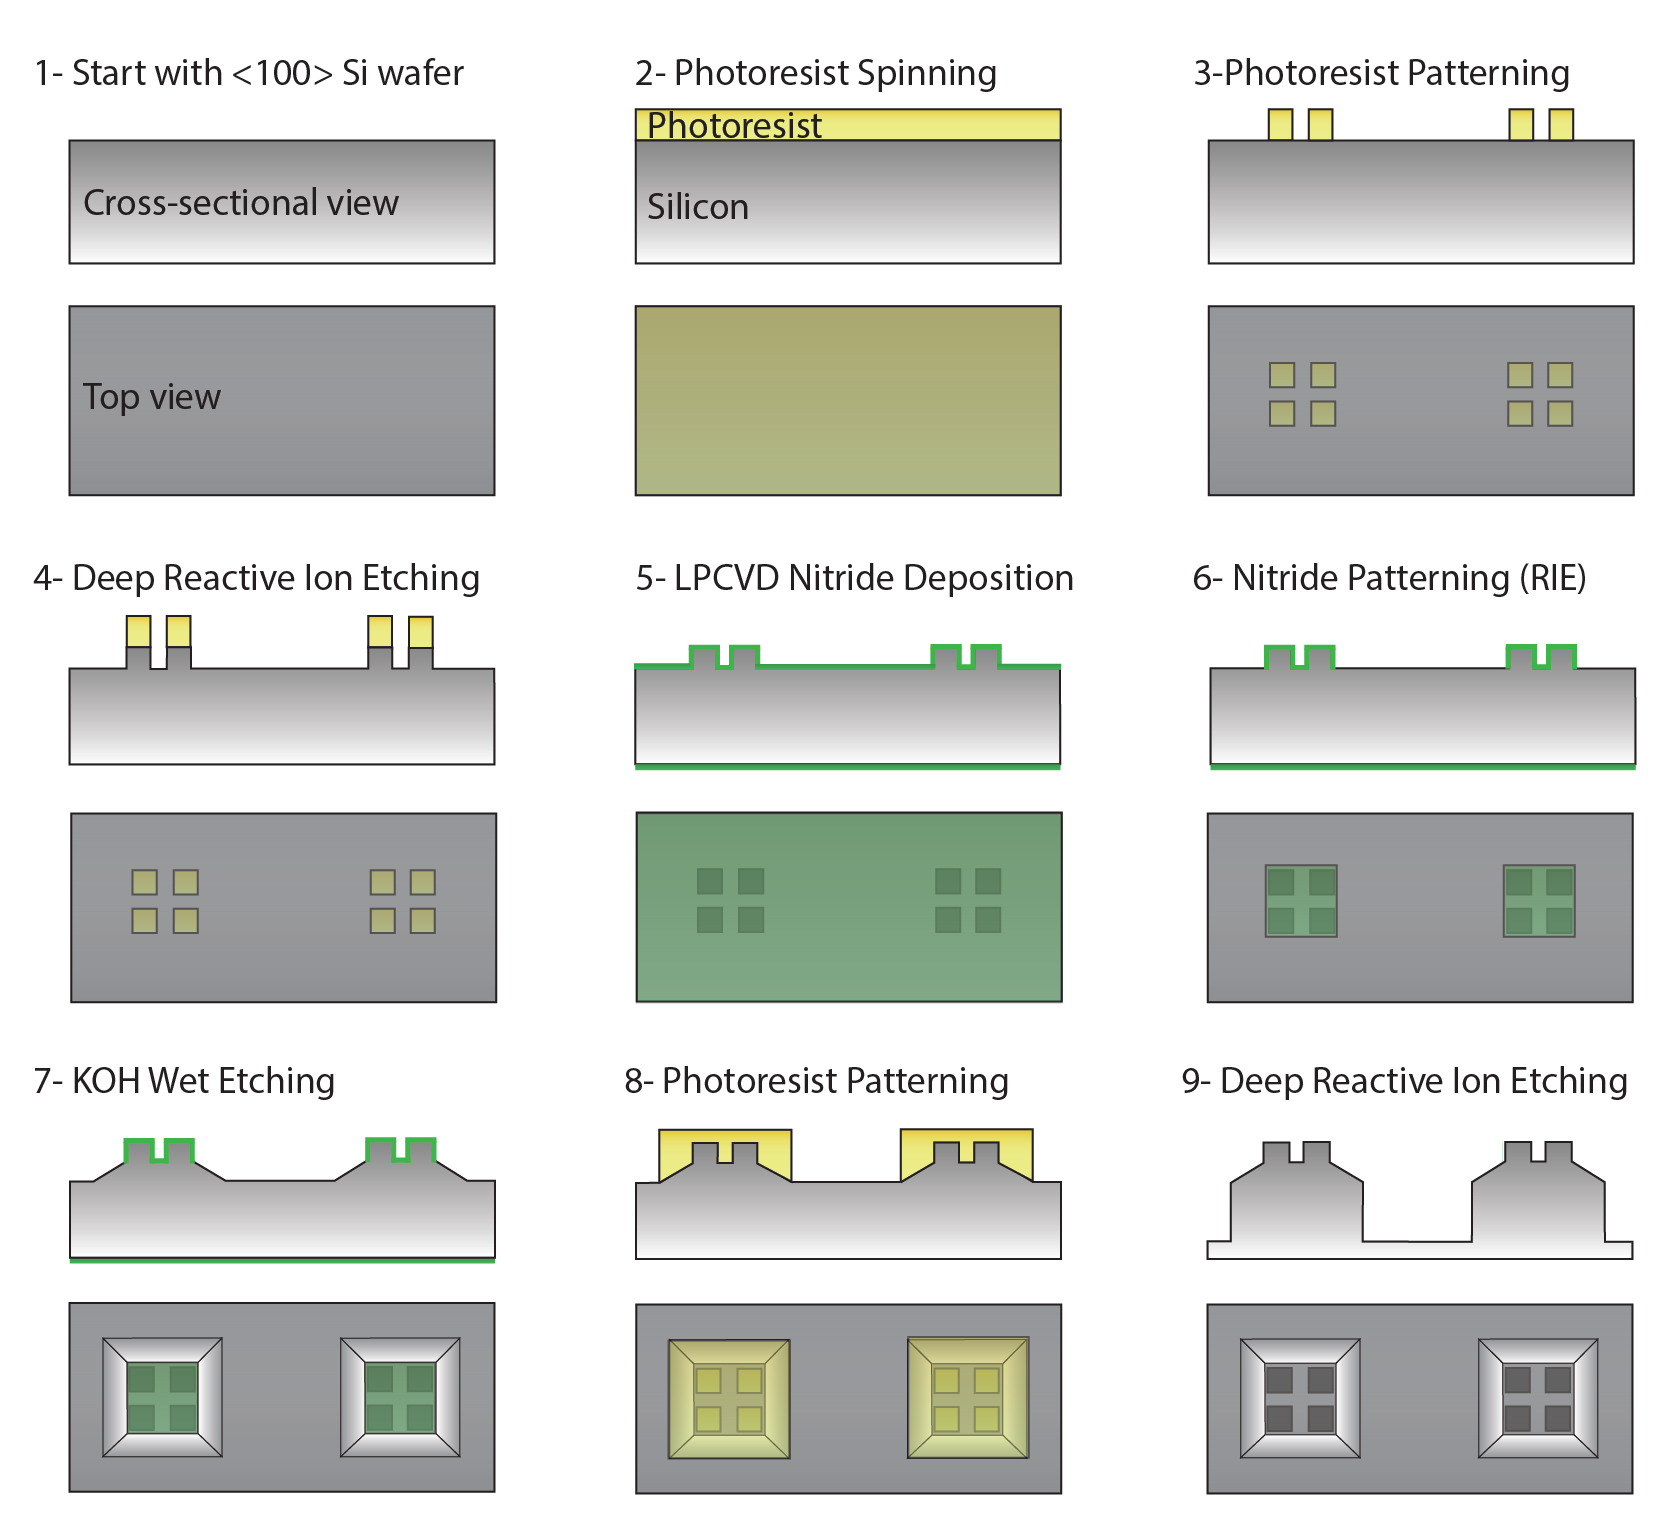 1- Start with <100> Si wafer
2- Photoresist Spinning
3-Photoresist Patterning
Photoresist
Cross-sectional view
Silicon
Top view
4- Deep Reactive Ion Etching
5- LPCVD Nitride Deposition
6- Nitride Patterning (RIE)
7- KOH Wet Etching
8- Photoresist Patterning
9- Deep Reactive Ion Etching